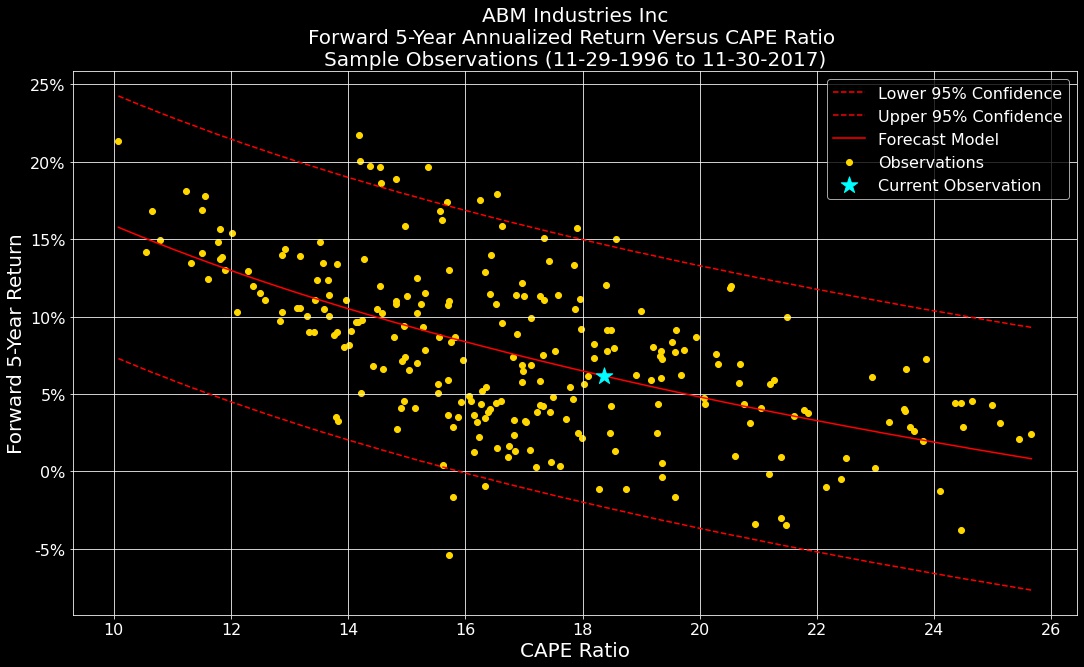 ABM Industries Inc
Forward 5-Year Annualized Return Versus CAPE Ratio
Sample Observations (11-29-1996 to 11-30-2017)
Lower 95% Confidence
Upper 95% Confidence
Forecast Model
Observations
Current Observation
Forward 5-Year Return
25%
20%
15%
10%
5%
0%
-5%
10 12 14 16 18 20 22 24 26
CAPE Ratio